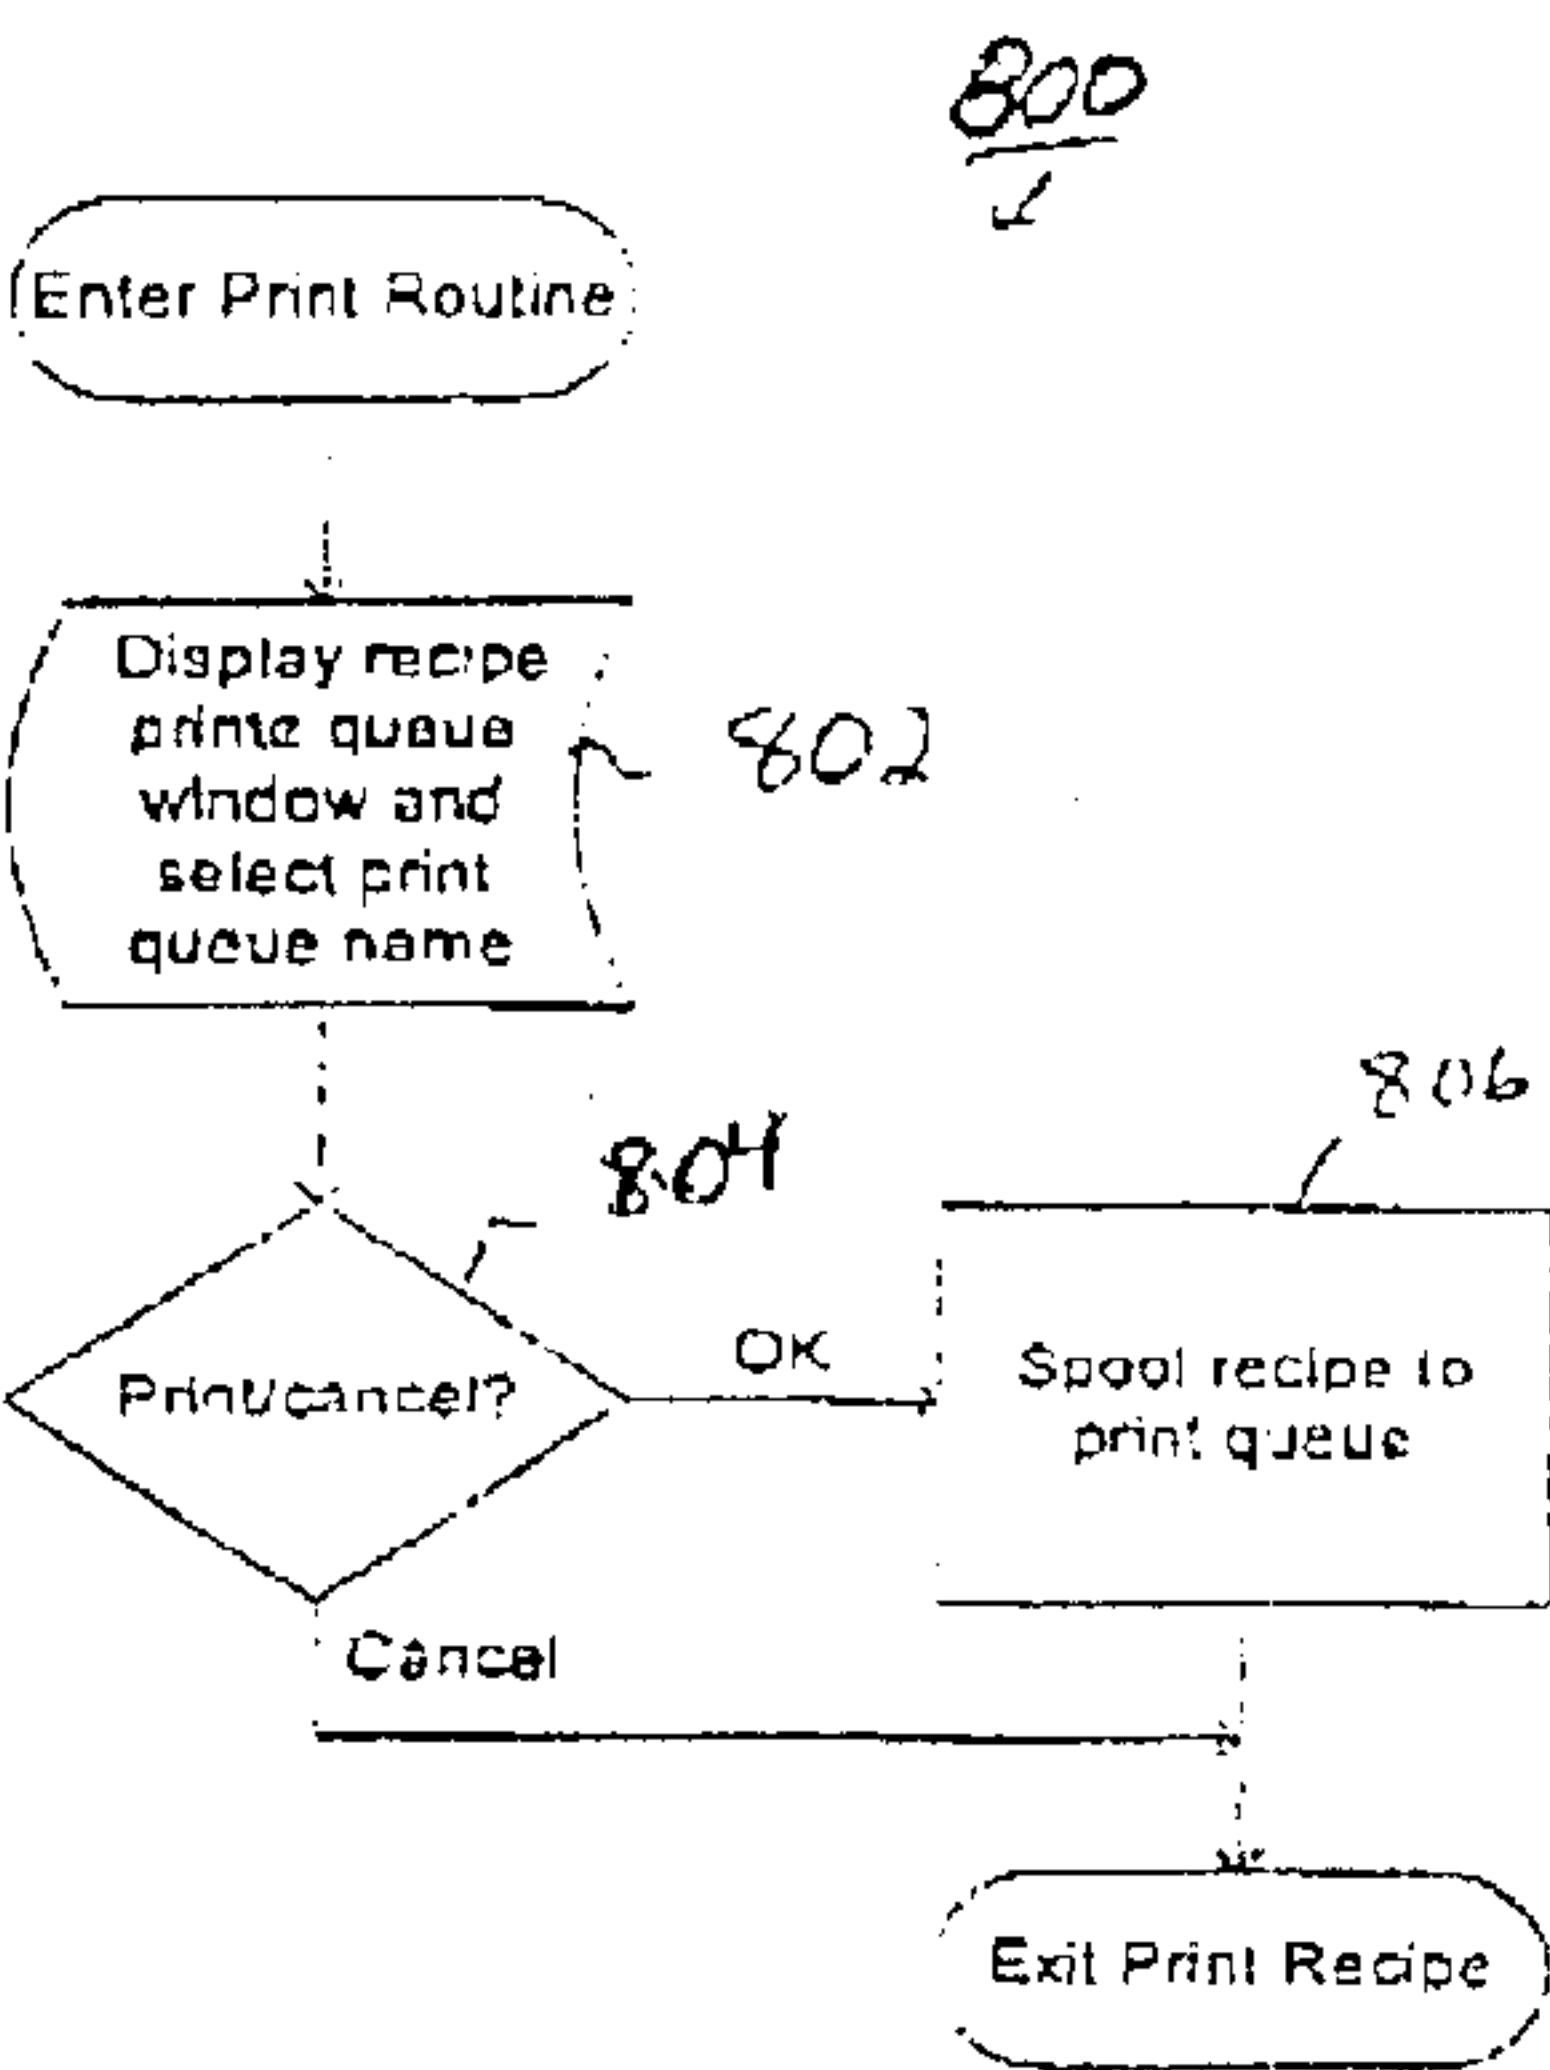 800
Enter Print Routine
Display recipe
printe queue
window and
select print
queue name
802
804
806
Print/cancel?
OK
Spool recipe to
print queue
Cancel
Exit Print Recipe